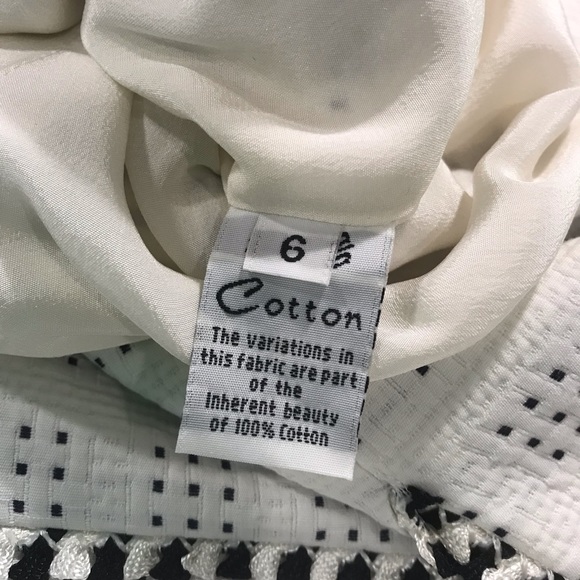 6
Cotton
The variations in
this fabric are part
of the
Inherent beauty
of 100% Cotton